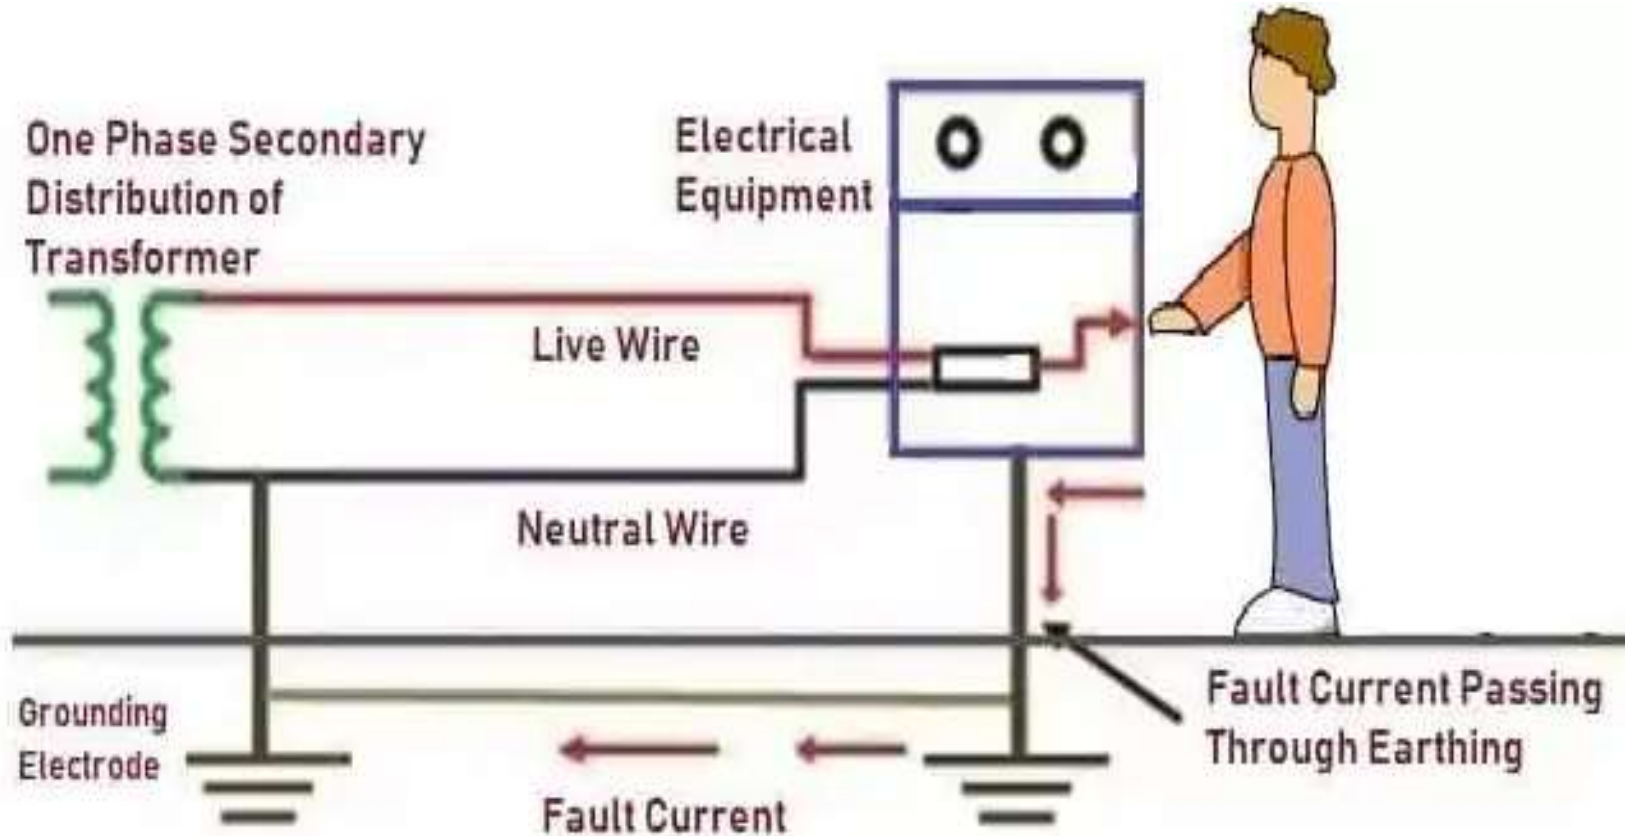 One Phase Secondary
Distribution of
Transformer
Electrical
Equipment
Live Wire
Neutral Wire
Grounding
Electrode
Fault Current
Fault Current Passing
Through Earthing